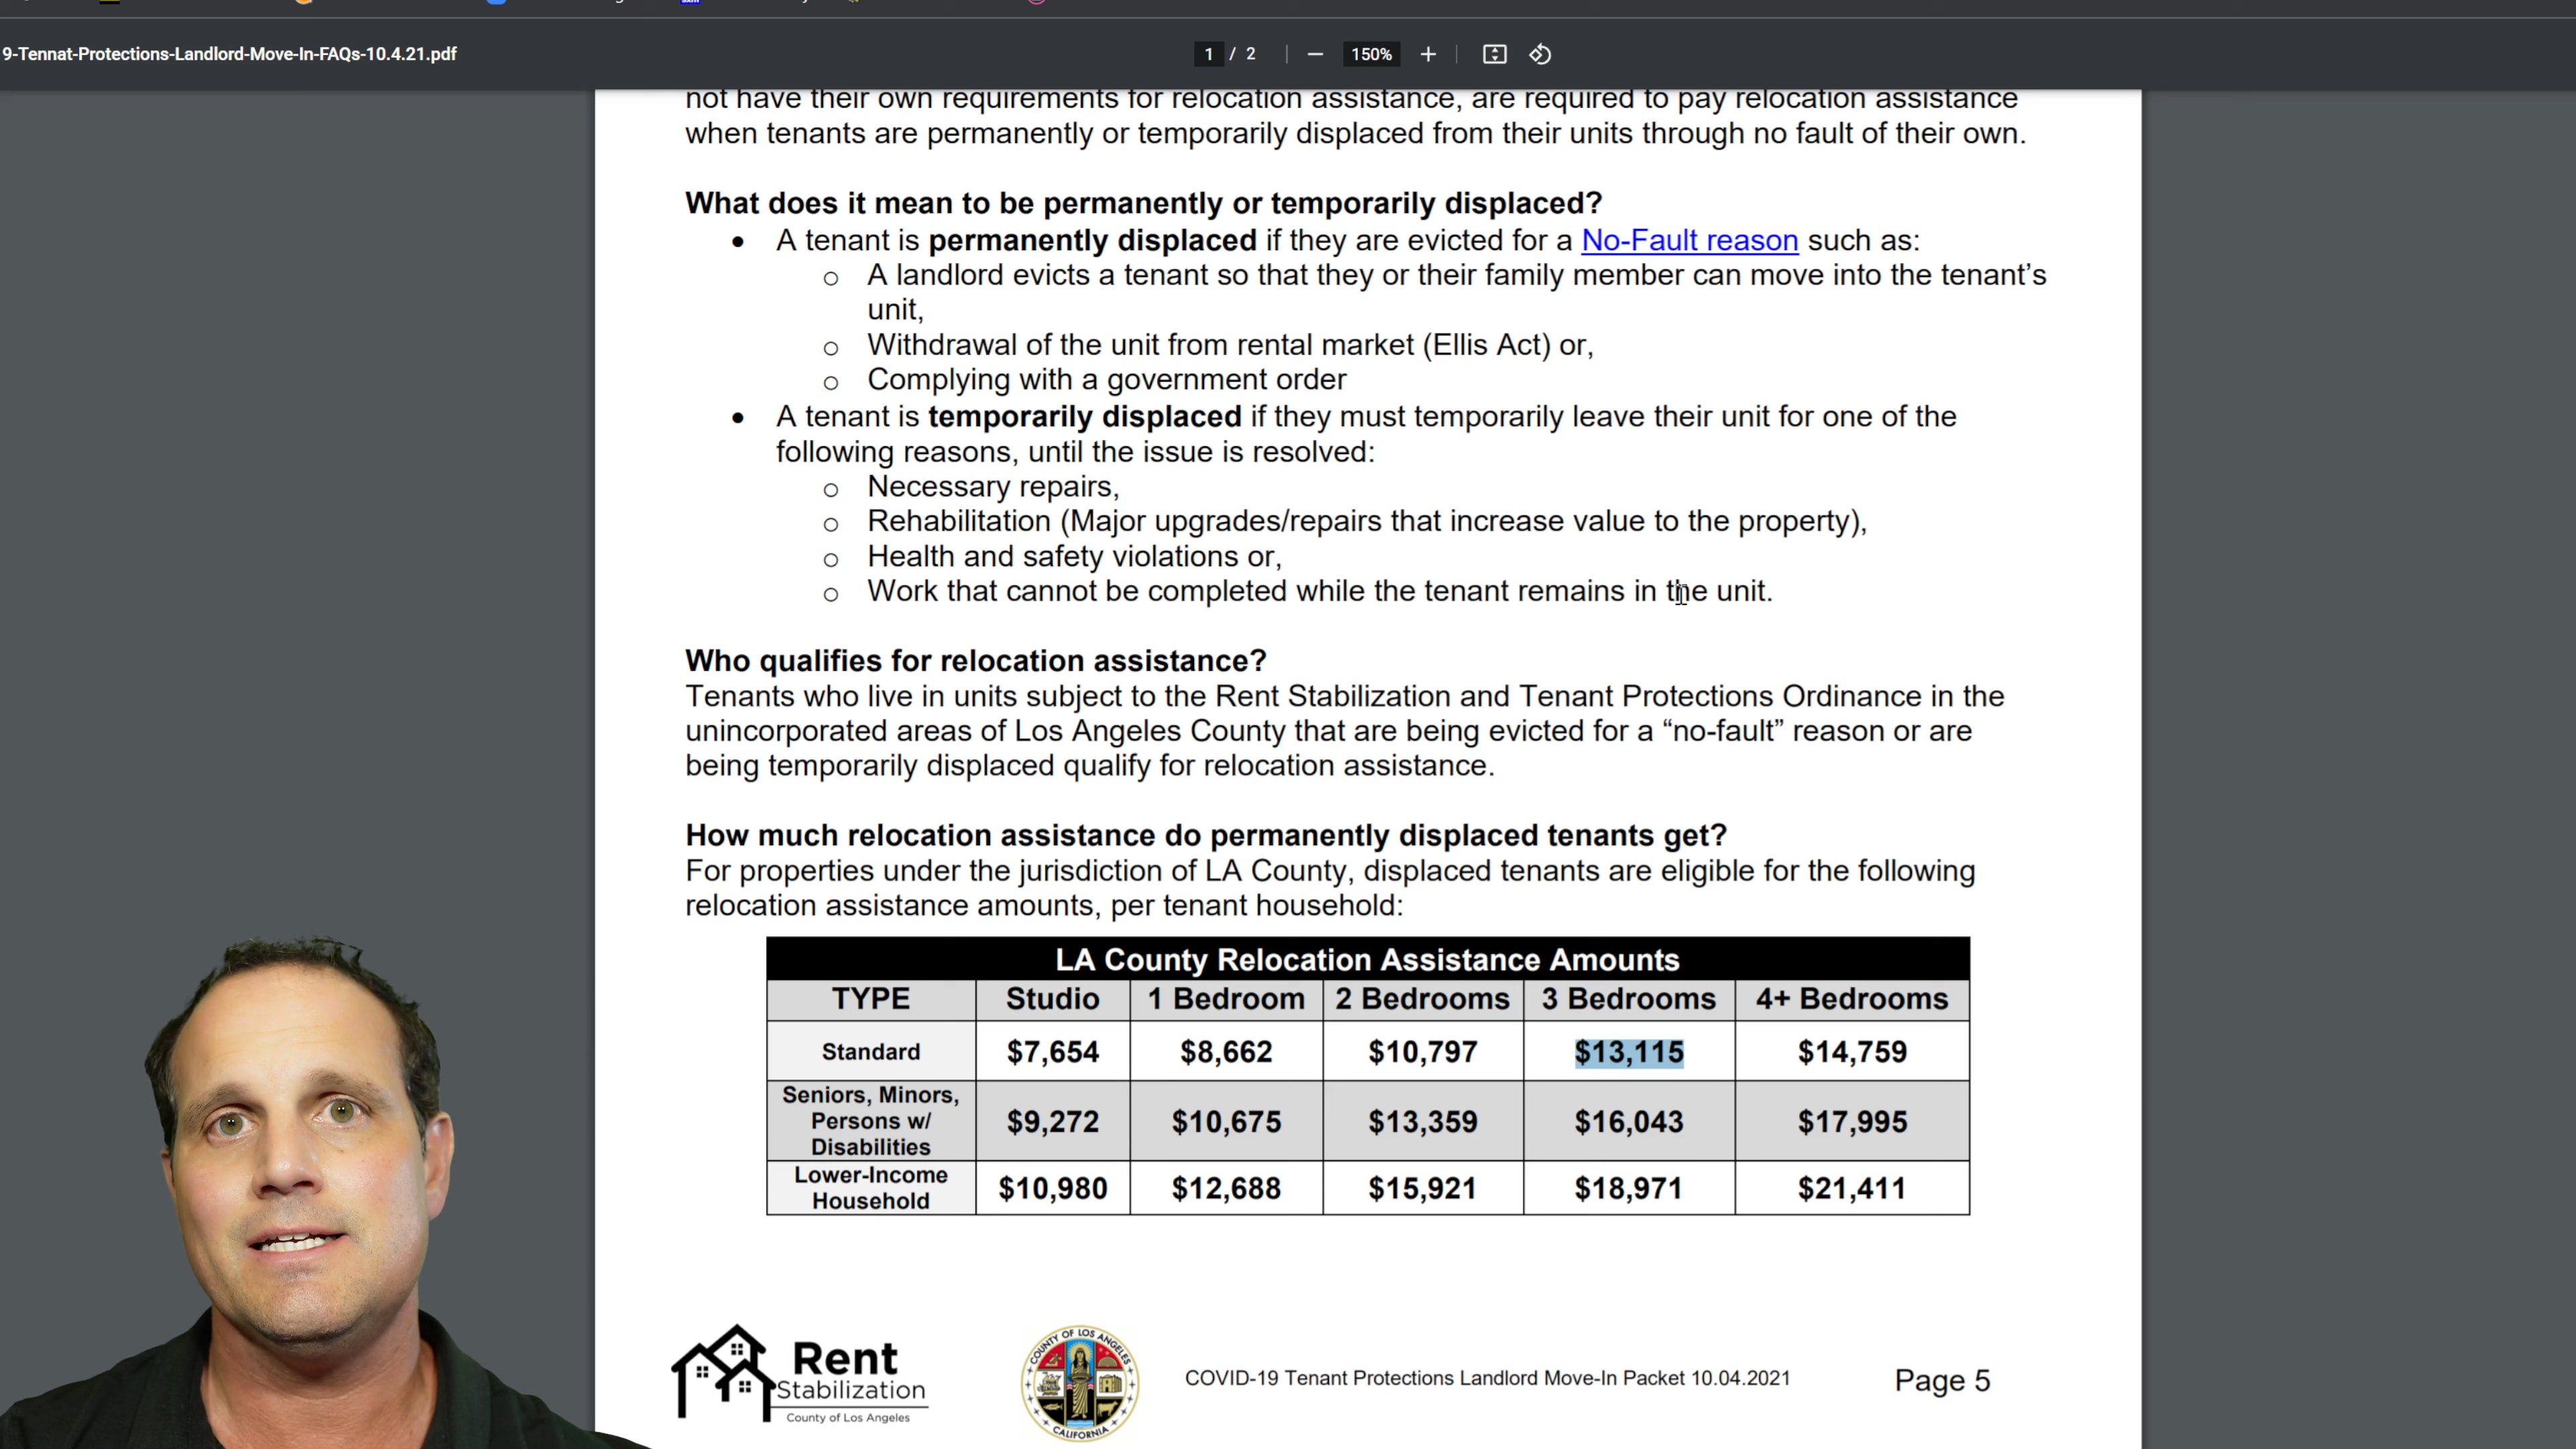 9-Tennat-Protections-Landlord-Move-In-FAQs-10.4.21.pdf
1 / 2
150%
not have their own requirements for relocation assistance, are required to pay relocation assistance
when tenants are permanently or temporarily displaced from their units through no fault of their own.
What does it mean to be permanently or temporarily displaced?
• A tenant is permanently displaced if they are evicted for a No-Fault reason such as:
o A landlord evicts a tenant so that they or their family member can move into the tenant's
unit,
o Withdrawal of the unit from rental market (Ellis Act) or,
o Complying with a government order
• A tenant is temporarily displaced if they must temporarily leave their unit for one of the
following reasons, until the issue is resolved:
o Necessary repairs,
o Rehabilitation (Major upgrades/repairs that increase value to the property),
o Health and safety violations or,
o Work that cannot be completed while the tenant remains in the unit.
Who qualifies for relocation assistance?
Tenants who live in units subject to the Rent Stabilization and Tenant Protections Ordinance in the
unincorporated areas of Los Angeles County that are being evicted for a “no-fault” reason or are
being temporarily displaced qualify for relocation assistance.
How much relocation assistance do permanently displaced tenants get?
For properties under the jurisdiction of LA County, displaced tenants are eligible for the following
relocation assistance amounts, per tenant household:
LA County Relocation Assistance Amounts
TYPE Studio 1 Bedroom 2 Bedrooms 3 Bedrooms 4+ Bedrooms
Standard $7,654 $8,662 $10,797 $13,115 $14,759
Seniors, Minors,
Persons w/ $9,272 $10,675 $13,359 $16,043 $17,995
Disabilities
Lower-Income
Household $10,980 $12,688 $15,921 $18,971 $21,411
Rent
Stabilization
County of Los Angeles
COUNTY OF LOS ANGELES
CALIFORNIA
COVID-19 Tenant Protections Landlord Move-In Packet 10.04.2021
Page 5